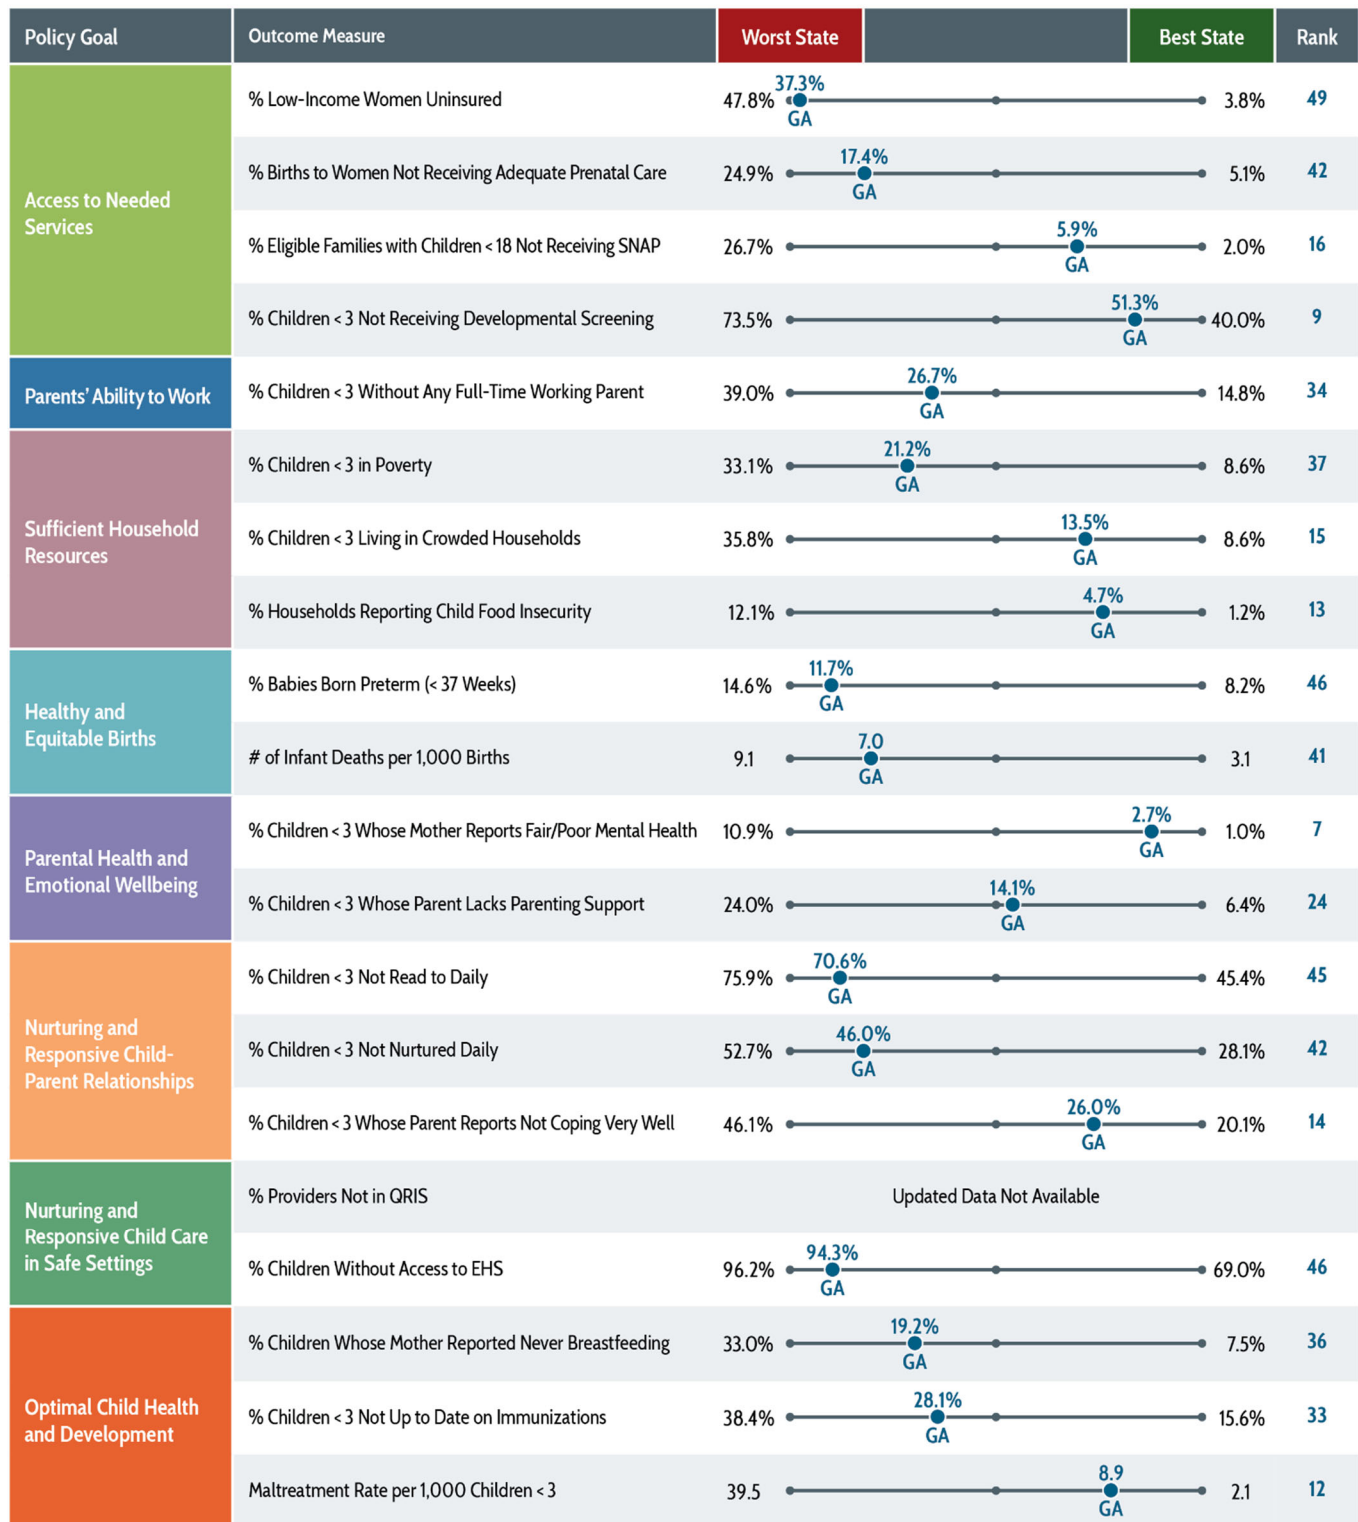 Policy Goal Outcome Measure Worst State Best State Rank
Access to Needed
Services
% Low-Income Women Uninsured 47.8% 37.3% GA 3.8% 49
% Births to Women Not Receiving Adequate Prenatal Care 24.9% 17.4% GA 5.1% 42
% Eligible Families with Children < 18 Not Receiving SNAP 26.7% 5.9% GA 2.0% 16
% Children < 3 Not Receiving Developmental Screening 73.5% 51.3% GA 40.0% 9
Parents' Ability to Work
% Children < 3 Without Any Full-Time Working Parent 39.0% 26.7% GA 14.8% 34
Sufficient Household
Resources
% Children < 3 in Poverty 33.1% 21.2% GA 8.6% 37
% Children < 3 Living in Crowded Households 35.8% 13.5% GA 8.6% 15
% Households Reporting Child Food Insecurity 12.1% 4.7% GA 1.2% 13
Healthy and
Equitable Births
% Babies Born Preterm (< 37 Weeks) 14.6% 11.7% GA 8.2% 46
# of Infant Deaths per 1,000 Births 9.1 7.0 GA 3.1 41
Parental Health and
Emotional Wellbeing
% Children < 3 Whose Mother Reports Fair/Poor Mental Health 10.9% 2.7% GA 1.0% 7
% Children < 3 Whose Parent Lacks Parenting Support 24.0% 14.1% GA 6.4% 24
Nurturing and
Responsive Child-
Parent Relationships
% Children < 3 Not Read to Daily 75.9% 70.6% GA 45.4% 45
% Children < 3 Not Nurtured Daily 52.7% 46.0% GA 28.1% 42
% Children < 3 Whose Parent Reports Not Coping Very Well 46.1% 26.0% GA 20.1% 14
Nurturing and
Responsive Child Care
in Safe Settings
% Providers Not in QRIS Updated Data Not Available
% Children Without Access to EHS 96.2% 94.3% GA 69.0% 46
Optimal Child Health
and Development
% Children Whose Mother Reported Never Breastfeeding 33.0% 19.2% GA 7.5% 36
% Children < 3 Not Up to Date on Immunizations 38.4% 28.1% GA 15.6% 33
Maltreatment Rate per 1,000 Children < 3 39.5 8.9 GA 2.1 12